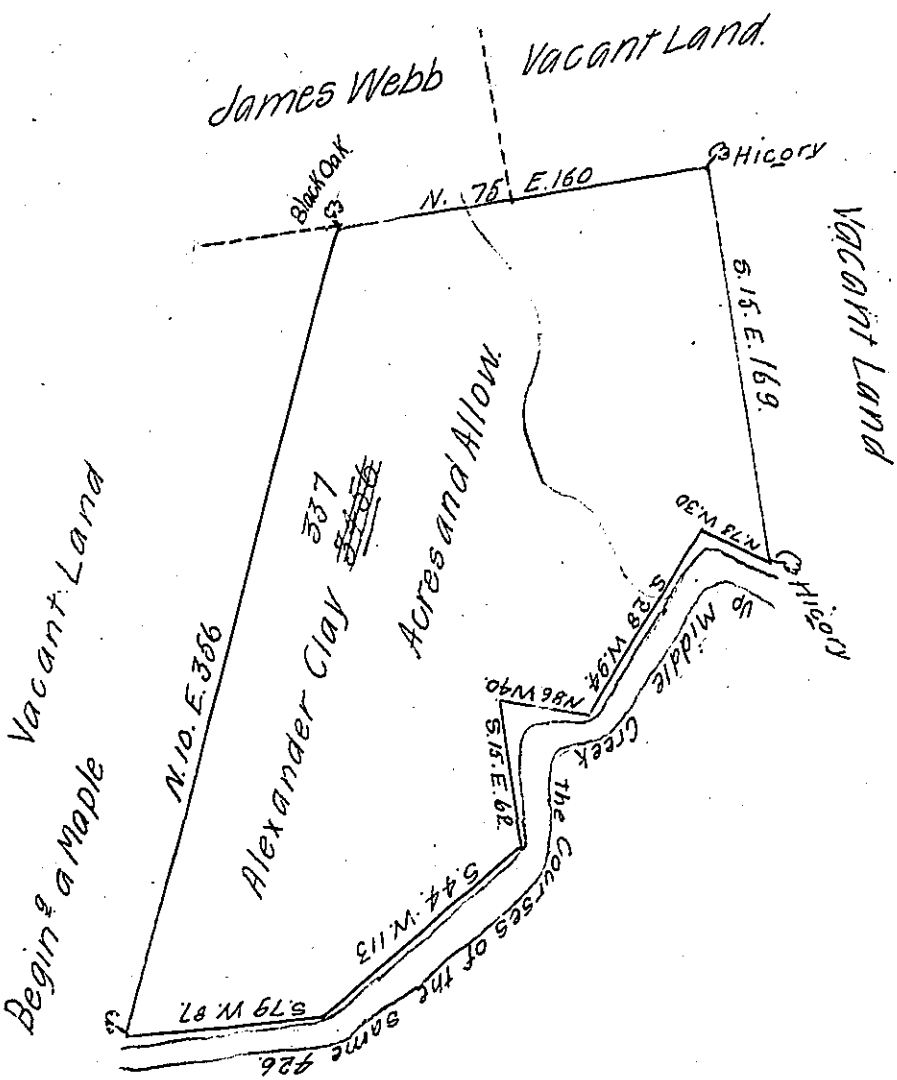 James Webb
Vacant Land.
Black Oak
Hicory
N. 75 E. 160
S. 15. E. 169.
Vacant Land
N. 73 W. 30
Hicory
S. 28 W. 94.
N 86 W 40.
S. 15. E. 62.
S. 44. W. 113
S. 79 W. 87.
Up Middle Creek the Courses of the Same 426.
N. 10. E. 356
337
Acres and Allow.
Alexander Clay
Vacant Land
Begin.g a Maple